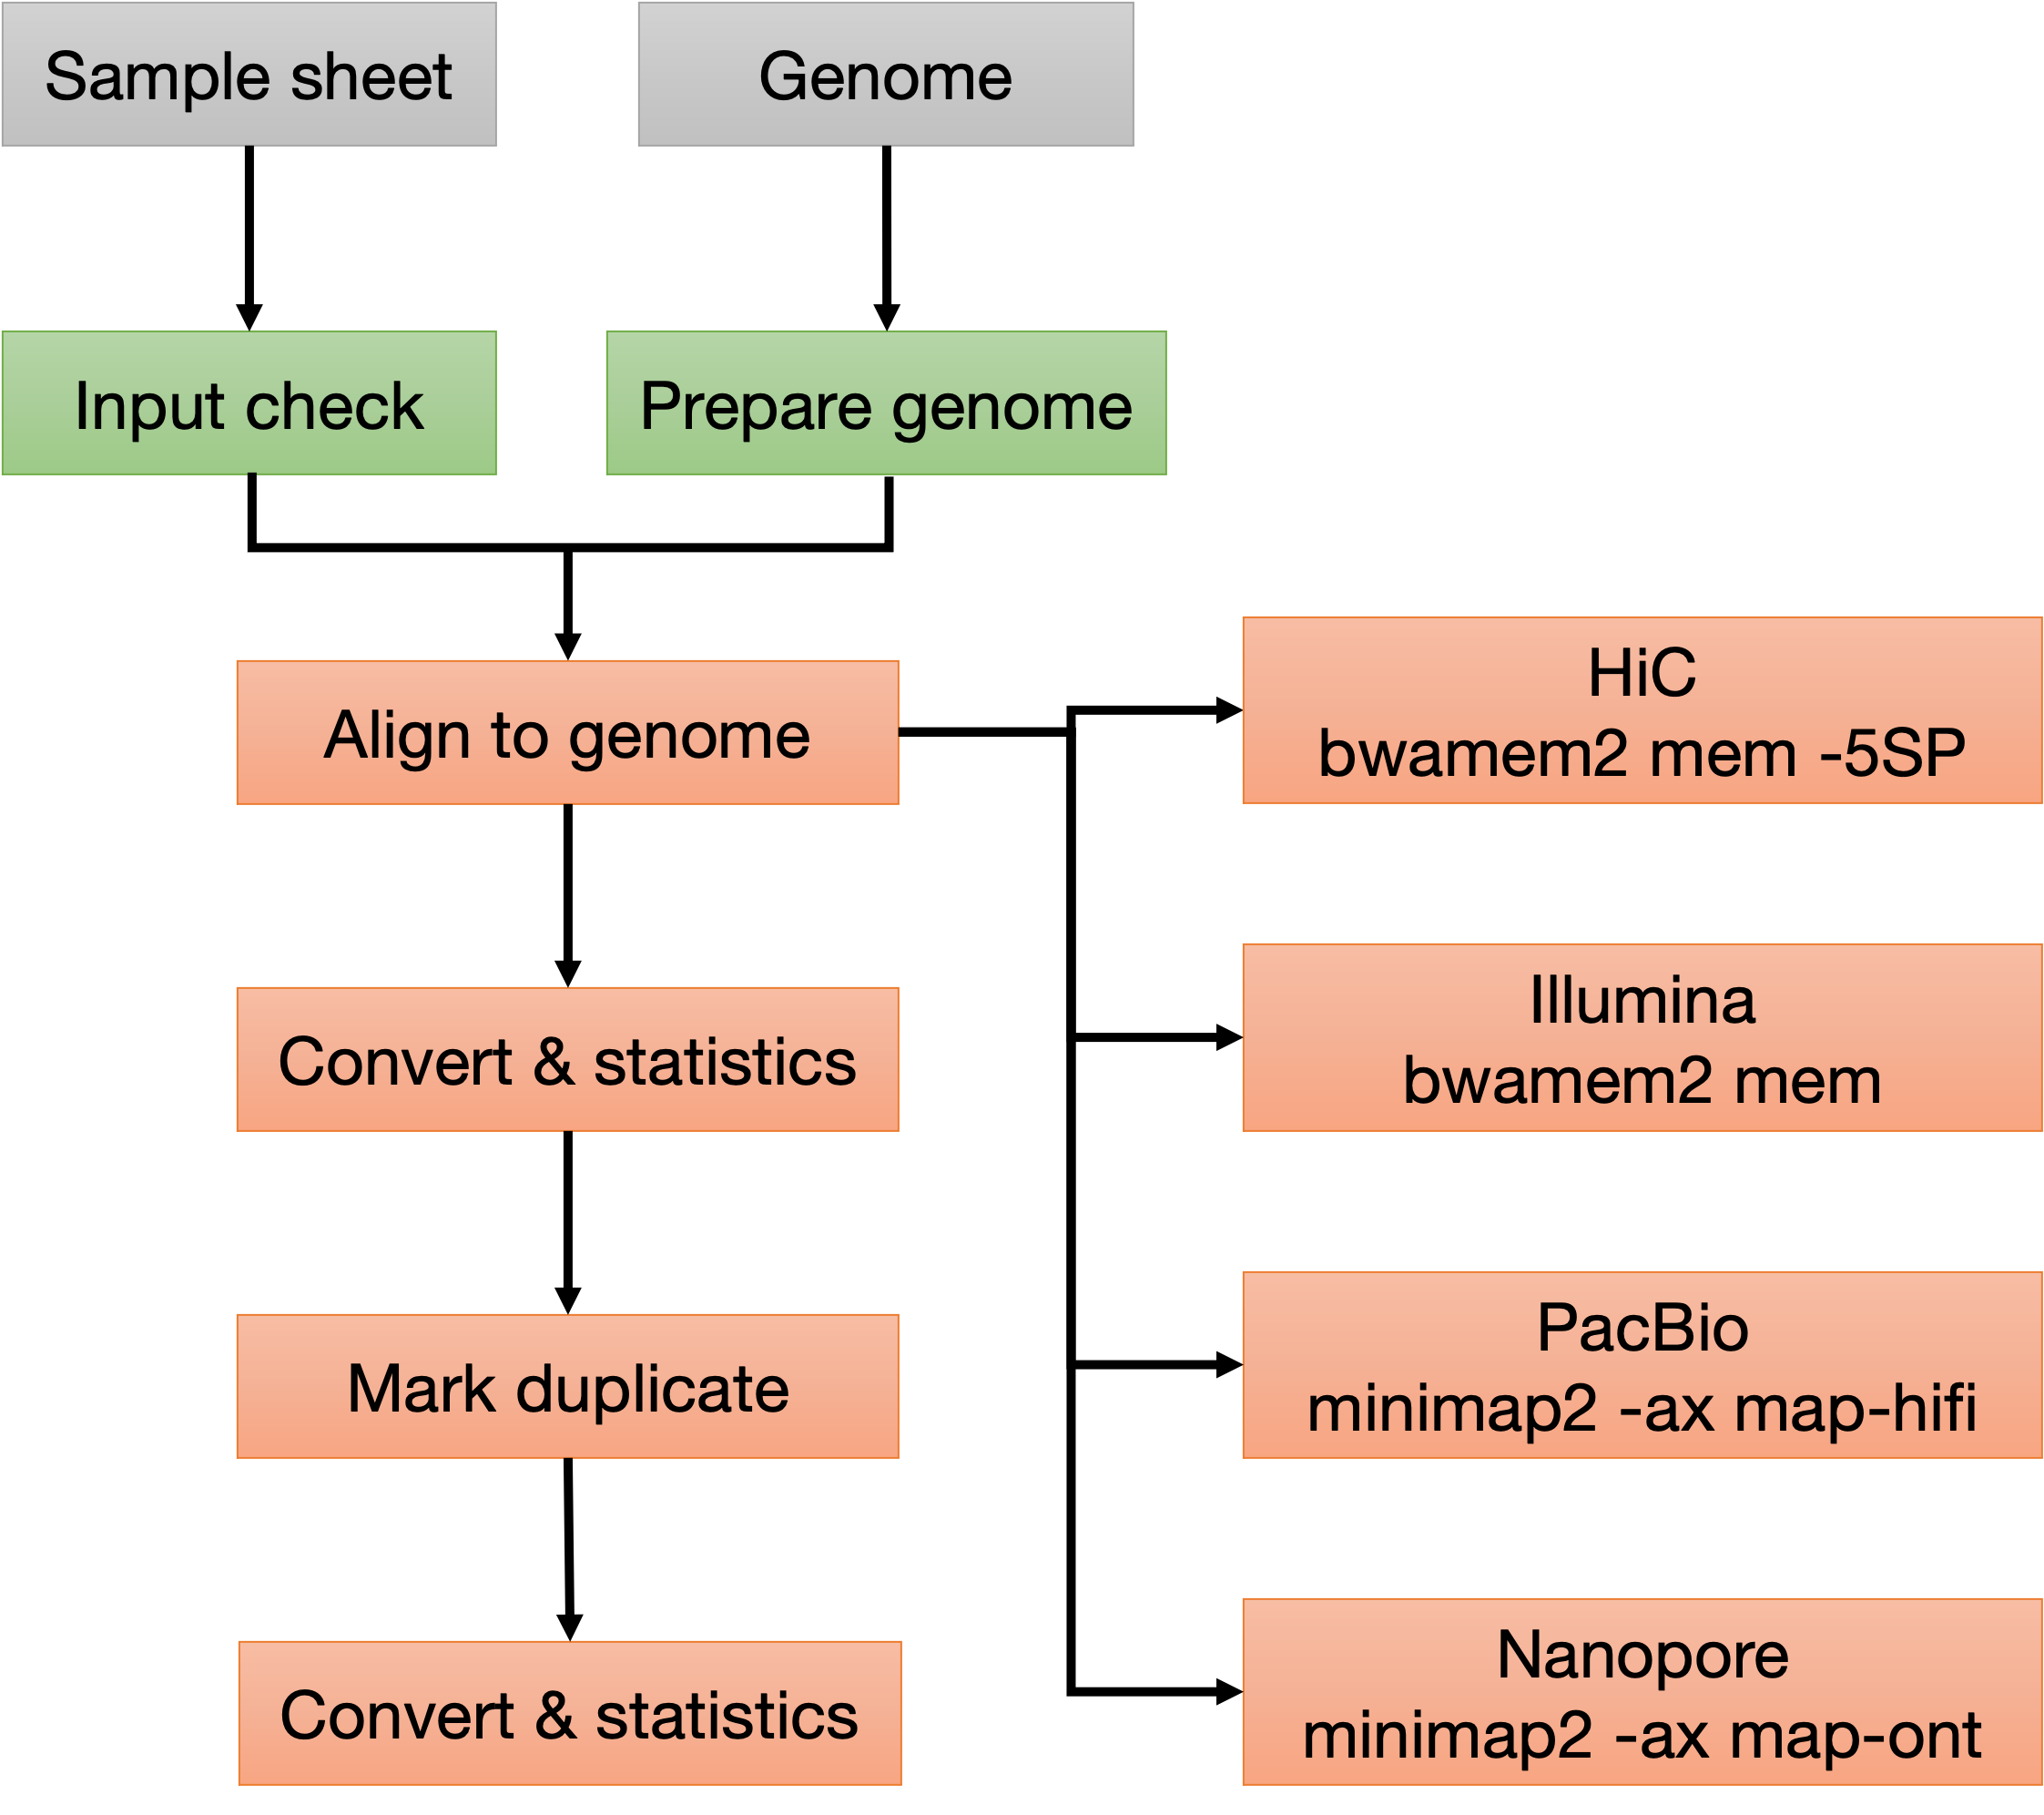 Sample sheet
Genome
Input check
Prepare genome
Align to genome
HiC
bwamem2 mem -5SP
Convert & statistics
Illumina
bwamem2 mem
Mark duplicate
PacBio
minimap2 -ax map-hifi
Convert & statistics
Nanopore
minimap2 -ax map-ont